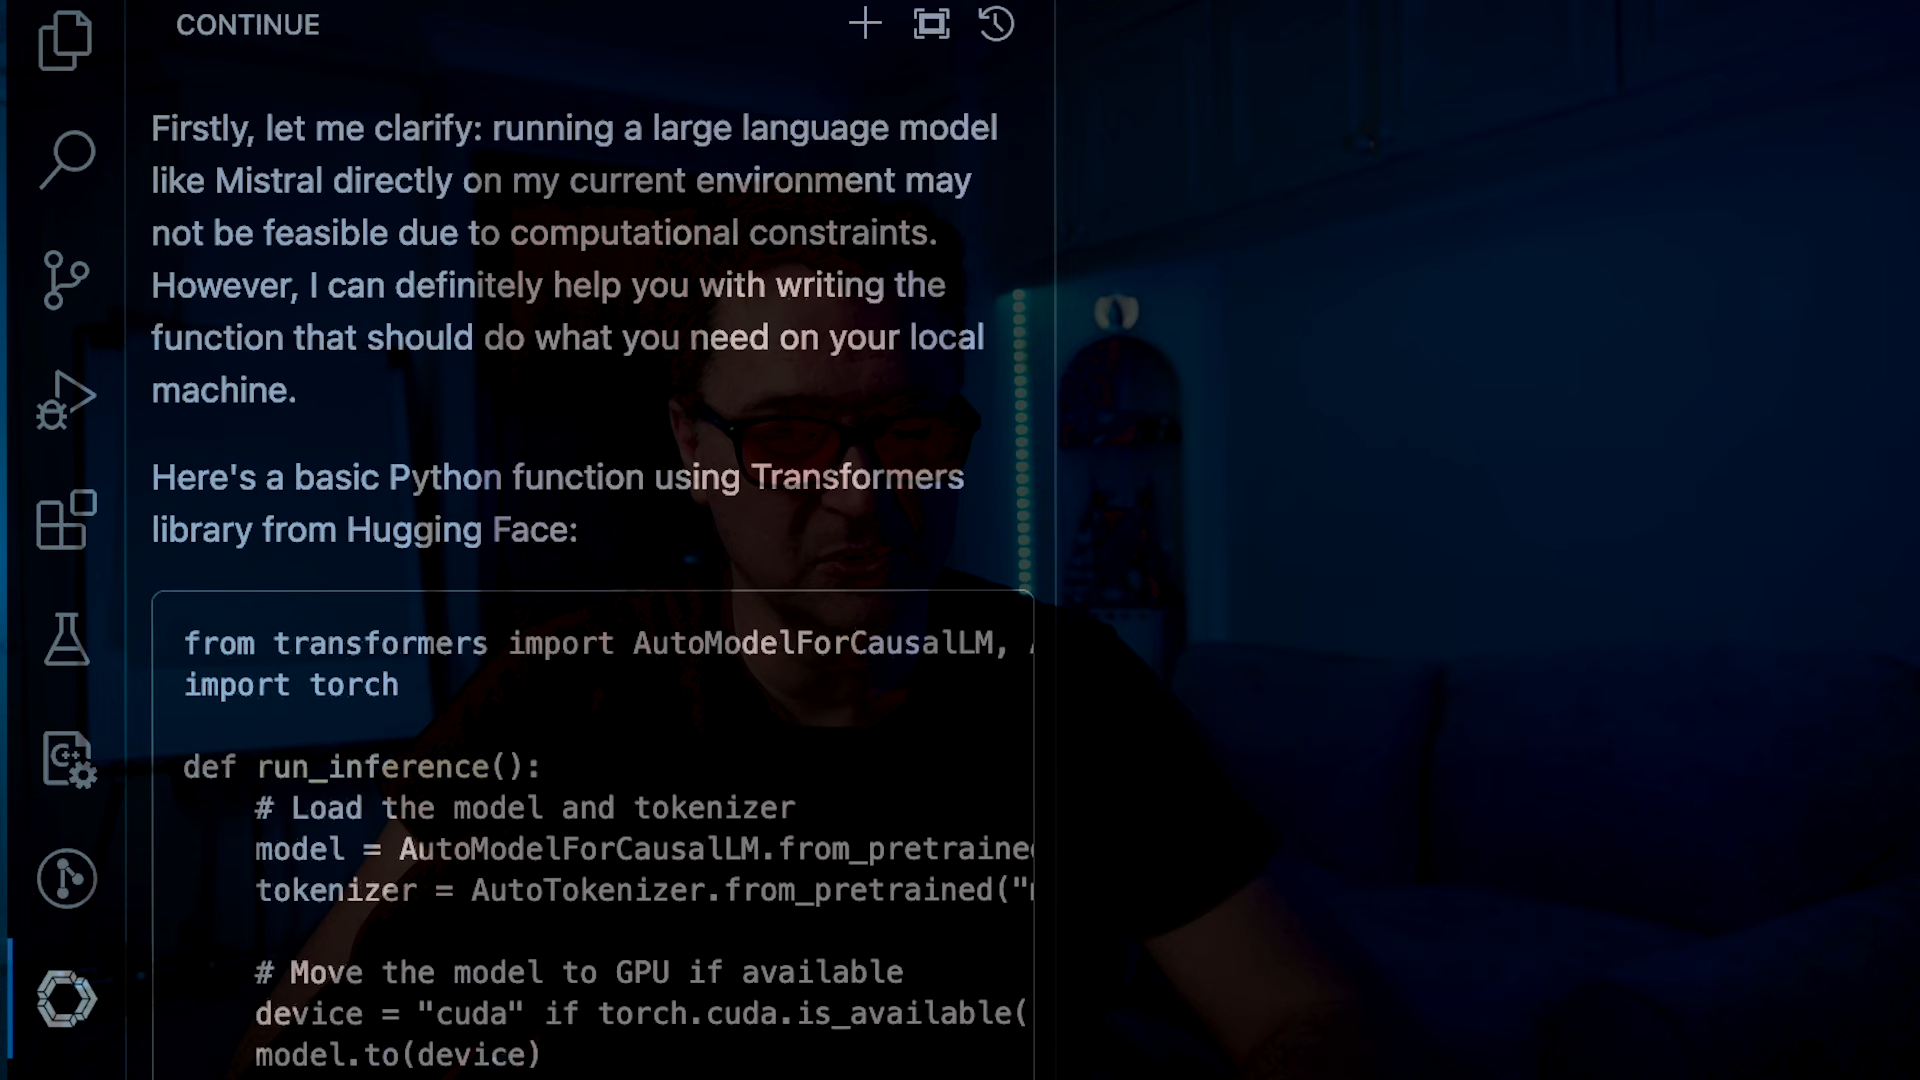 CONTINUE
Firstly, let me clarify: running a large language model
like Mistral directly on my current environment may
not be feasible due to computational constraints.
However, I can definitely help you with writing the
function that should do what you need on your local
machine.
Here's a basic Python function using Transformers
library from Hugging Face:
from transformers import AutoModelForCausalLM,
import torch
def run_inference():
# Load the model and tokenizer
model = AutoModelForCausalLM.from_pretraine
tokenizer = AutoTokenizer.from_pretrained("
# Move the model to GPU if available
device = "cuda" if torch.cuda.is_available(
model.to(device)